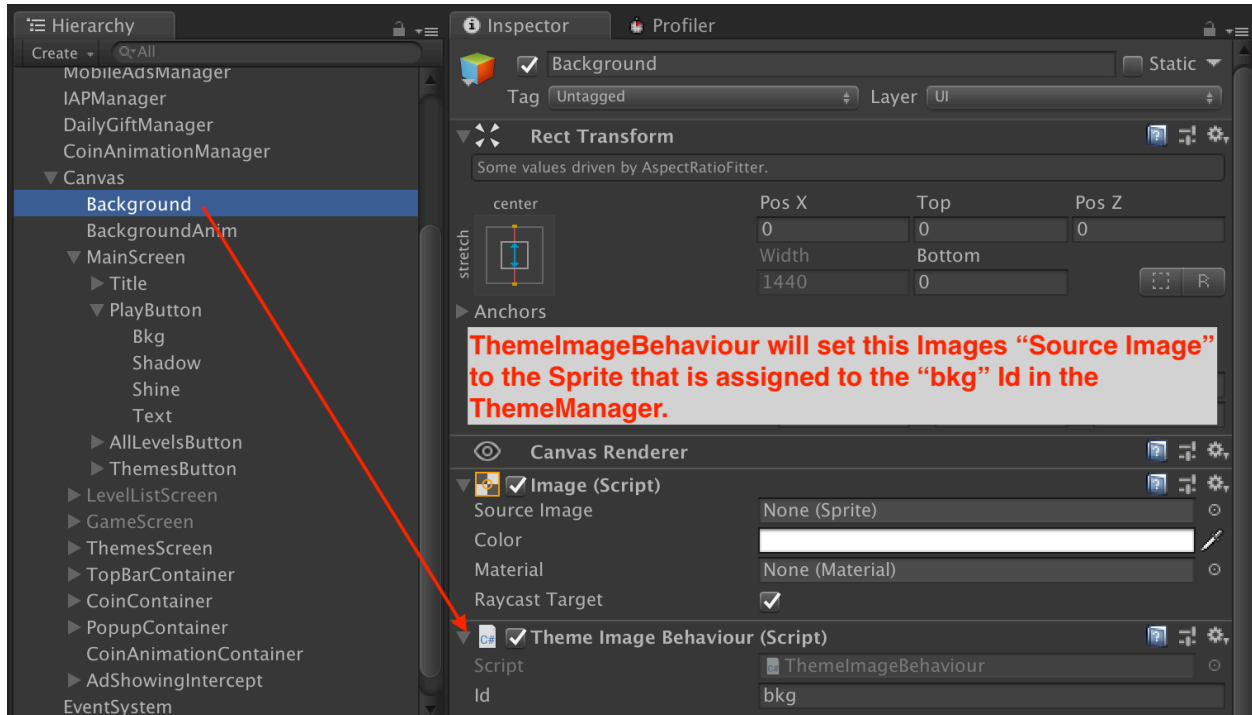 Hierarchy
Create
All
MobileAdsManager
IAPManager
DailyGiftManager
CoinAnimationManager
Canvas
Background
BackgroundAnim
MainScreen
Title
PlayButton
Bkg
Shadow
Shine
Text
AllLevelsButton
ThemesButton
LevelListScreen
GameScreen
ThemesScreen
TopBarContainer
CoinContainer
PopupContainer
CoinAnimationContainer
AdShowingIntercept
EventSystem
Inspector Profiler
Background Static
Tag Untagged Layer UI
Rect Transform
Some values driven by AspectRatioFitter.
center Pos X Top Pos Z
stretch
0 0 0
Width Bottom
1440 0 R
Anchors
ThemeImageBehaviour will set this Images “Source Image”
to the Sprite that is assigned to the “bkg” Id in the
ThemeManager.
Canvas Renderer
Image (Script)
Source Image None (Sprite)
Color
Material None (Material)
Raycast Target
C# Theme Image Behaviour (Script)
Script ThemeImageBehaviour
Id bkg